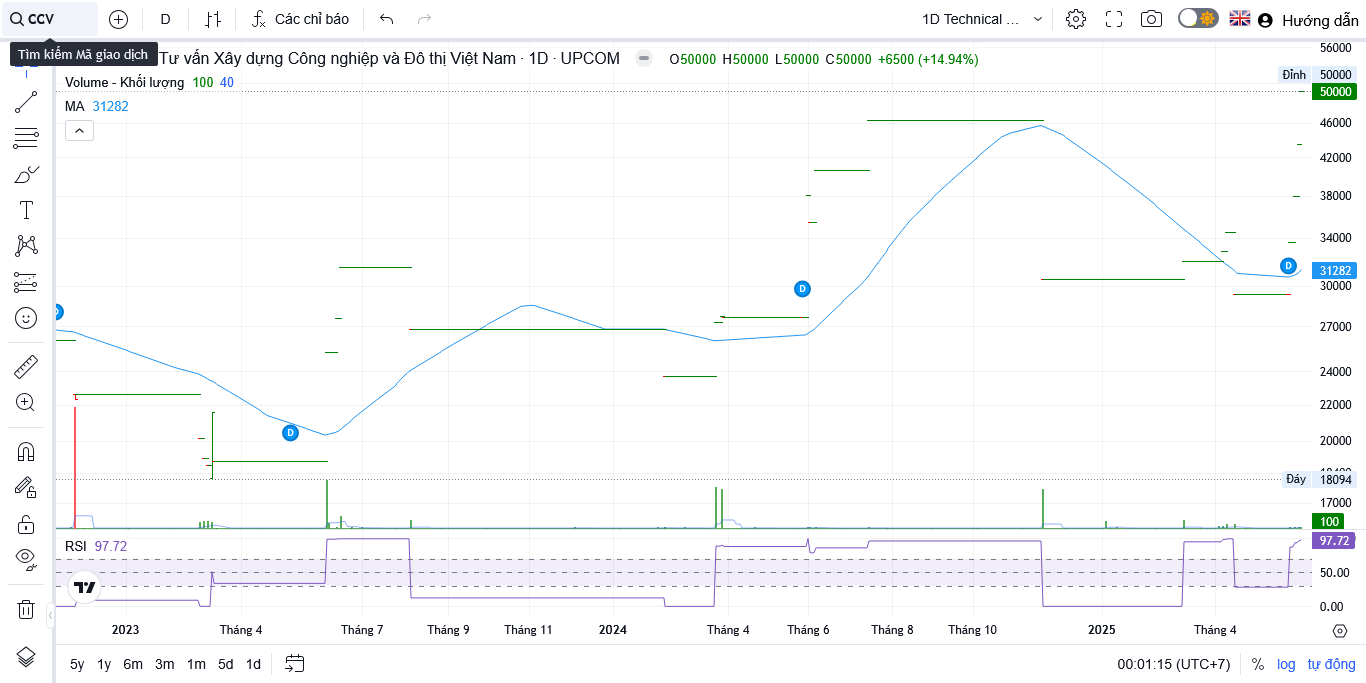 CCV D Các chỉ báo 1D Technical ... Hướng dẫn
Tìm kiếm Mã giao dịch
Tư vấn Xây dựng Công nghiệp và Đô thị Việt Nam · 1D · UPCOM O50000 H50000 L50000 C50000 +6500 (+14.94%)
Volume - Khối lượng 100 40
MA 31282
56000
Đỉnh 50000
50000
46000
42000
38000
34000
31282
30000
27000
24000
22000
20000
Đáy 18094
17000
100
D
D
D
RSI 97.72
97.72
50.00
0.00
2023 Tháng 4 Tháng 7 Tháng 9 Tháng 11 2024 Tháng 4 Tháng 6 Tháng 8 Tháng 10 2025 Tháng 4
5y 1y 6m 3m 1m 5d 1d 00:01:15 (UTC+7) % log tự động